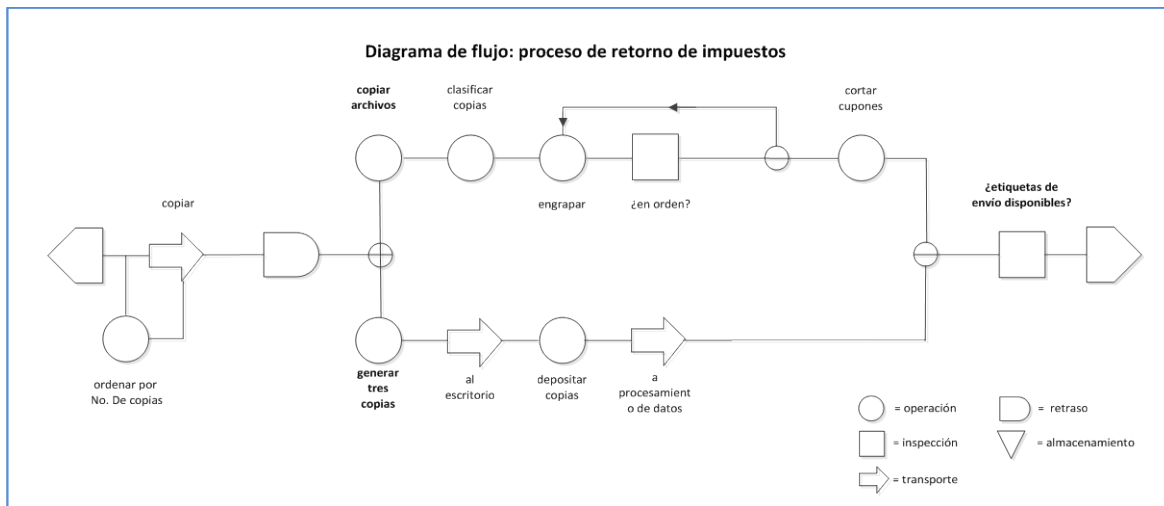 Diagrama de flujo: proceso de retorno de impuestos
copiar
archivos
clasificar
copias
cortar
cupones
engrapar
¿en orden?
¿etiquetas de
envío disponibles?
copiar
ordenar por
No. De copias
generar
tres
copias
al
escritorio
depositar
copias
a
procesamient
o de datos
= operación
= retraso
= inspección
= almacenamiento
= transporte